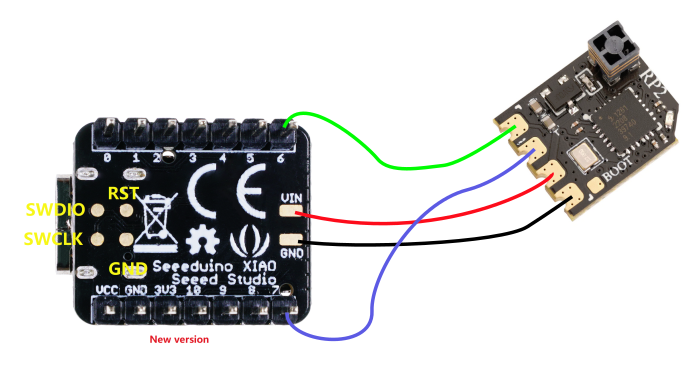 0 1 2 3 4 5 6
RST
VIN
SWDIO
SWCLK
GND
GND
Seeeduino XIAO
Seeed Studio
VCC GND 3V3 10 9 8 7
New version
RP2
BOOT